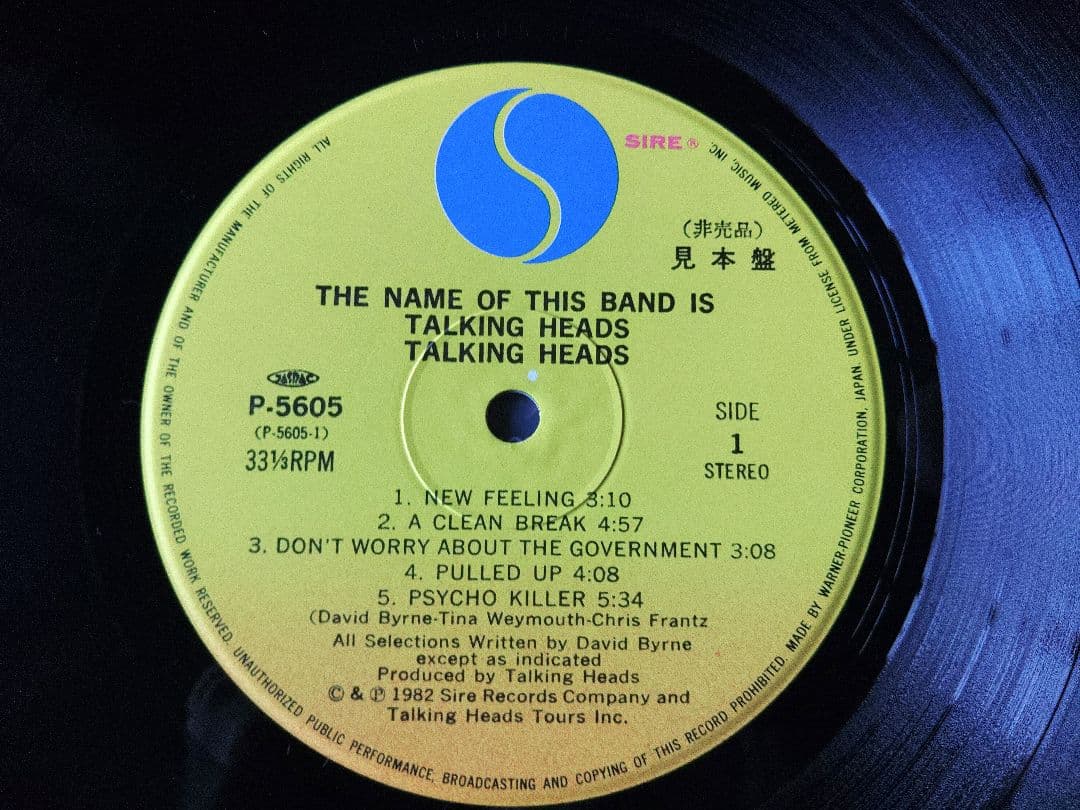 SIRE®
(非売品)
見本盤
THE NAME OF THIS BAND IS
TALKING HEADS
TALKING HEADS
JASRAC
P-5605
(P-5605-1)
33⅓RPM
SIDE
1
STEREO
1. NEW FEELING 3:10
2. A CLEAN BREAK 4:57
3. DON'T WORRY ABOUT THE GOVERNMENT 3:08
4. PULLED UP 4:08
5. PSYCHO KILLER 5:34
(David Byrne-Tina Weymouth-Chris Frantz
All Selections Written by David Byrne
except as indicated
Produced by Talking Heads
© & ℗ 1982 Sire Records Company and
Talking Heads Tours Inc.
ALL RIGHTS OF THE MANUFACTURER AND OF THE OWNER OF THE RECORDED WORK RESERVED. UNAUTHORIZED PUBLIC PERFORMANCE, BROADCASTING AND COPYING OF THIS RECORD PROHIBITED. MADE BY WARNER-PIONEER CORPORATION, JAPAN. UNDER LICENSE FROM METERED MUSIC, INC.